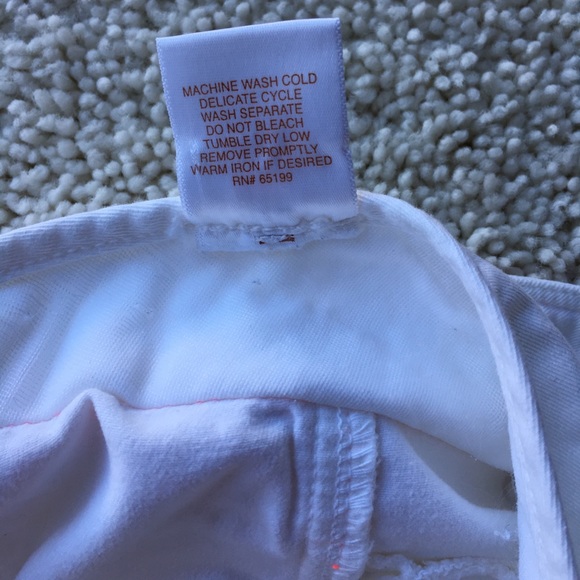 MACHINE WASH COLD
DELICATE CYCLE
WASH SEPARATE
DO NOT BLEACH
TUMBLE DRY LOW
REMOVE PROMPTLY
WARM IRON IF DESIRED
RN# 65199